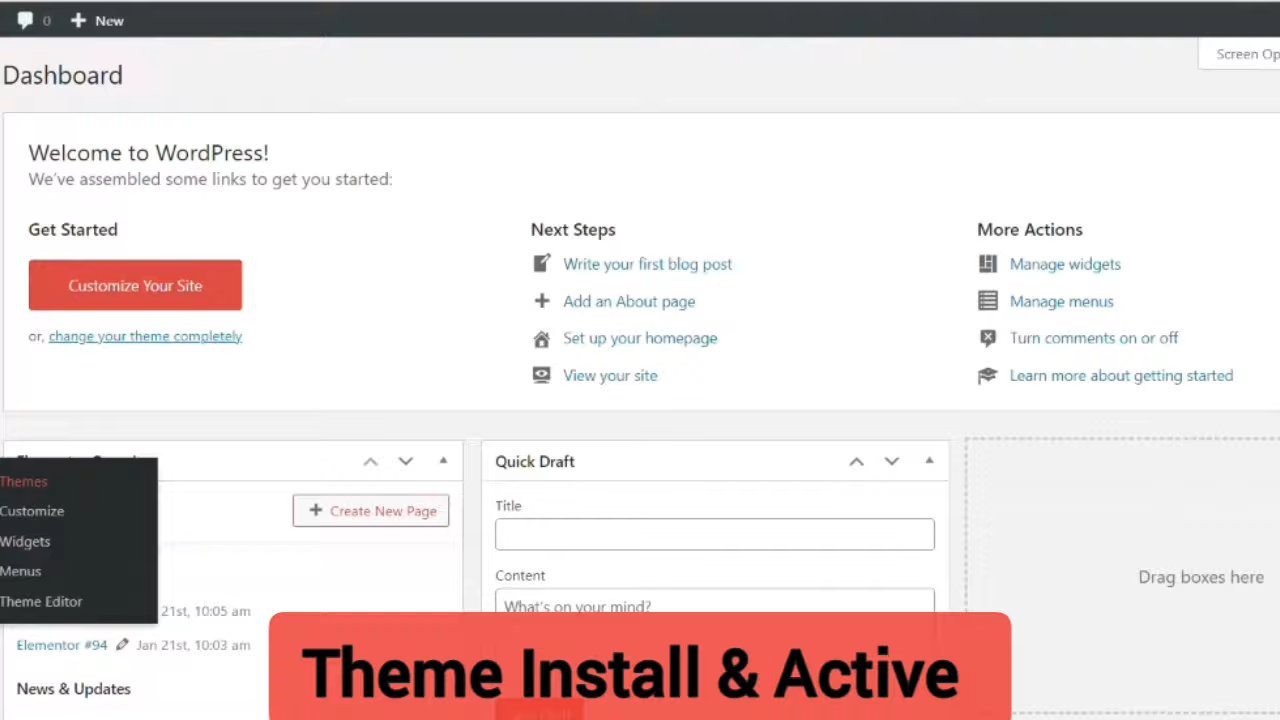 0 New
Screen Op
Dashboard
Welcome to WordPress!
We've assembled some links to get you started:
Get Started
Customize Your Site
or, change your theme completely
Next Steps
Write your first blog post
Add an About page
Set up your homepage
View your site
More Actions
Manage widgets
Manage menus
Turn comments on or off
Learn more about getting started
Themes
Customize
Widgets
Menus
Theme Editor
Create New Page
21st, 10:05 am
Elementor #94 Jan 21st, 10:03 am
News & Updates
Quick Draft
Title
Content
What's on your mind?
Drag boxes here
Theme Install & Active